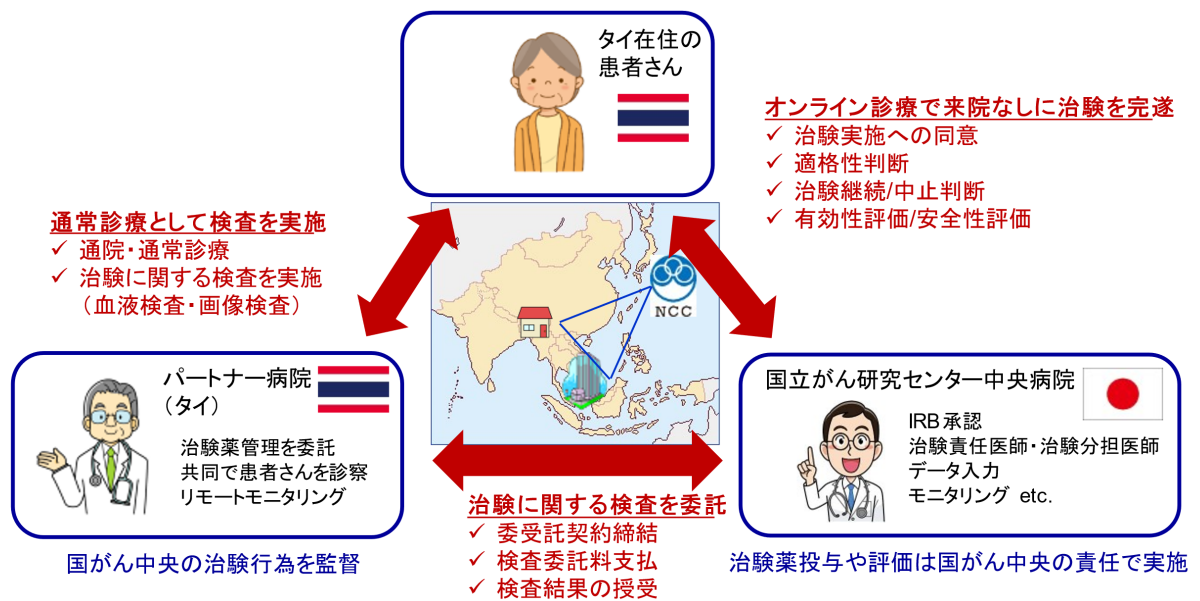 タイ在住の
患者さん
オンライン診療で来院なしに治験を完遂
✓ 治験実施への同意
✓ 適格性判断
✓ 治験継続/中止判断
✓ 有効性評価/安全性評価
通常診療として検査を実施
✓ 通院・通常診療
✓ 治験に関する検査を実施
（血液検査・画像検査）
NCC
パートナー病院
（タイ）
治験薬管理を委託
共同で患者さんを診察
リモートモニタリング
国がん中央の治験行為を監督
国立がん研究センター中央病院
IRB承認
治験責任医師・治験分担医師
データ入力
モニタリング etc.
治験薬投与や評価は国がん中央の責任で実施
治験に関する検査を委託
✓ 委受託契約締結
✓ 検査委託料支払
✓ 検査結果の授受